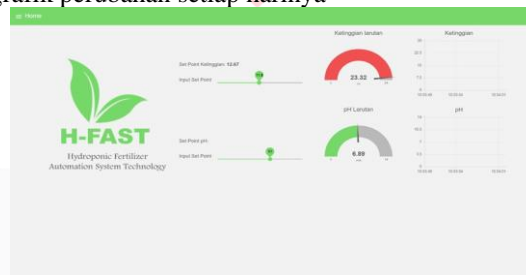 grafik perubahan setiap harinya
Home
Ketinggian larutan
Ketinggian
Set Point Ketinggian: 12.67
Input Set Point
23.32
H-FAST
Hydroponic Fertilizer
Automation System Technology
pH Larutan
pH
Set Point pH:
Input Set Point
6.89